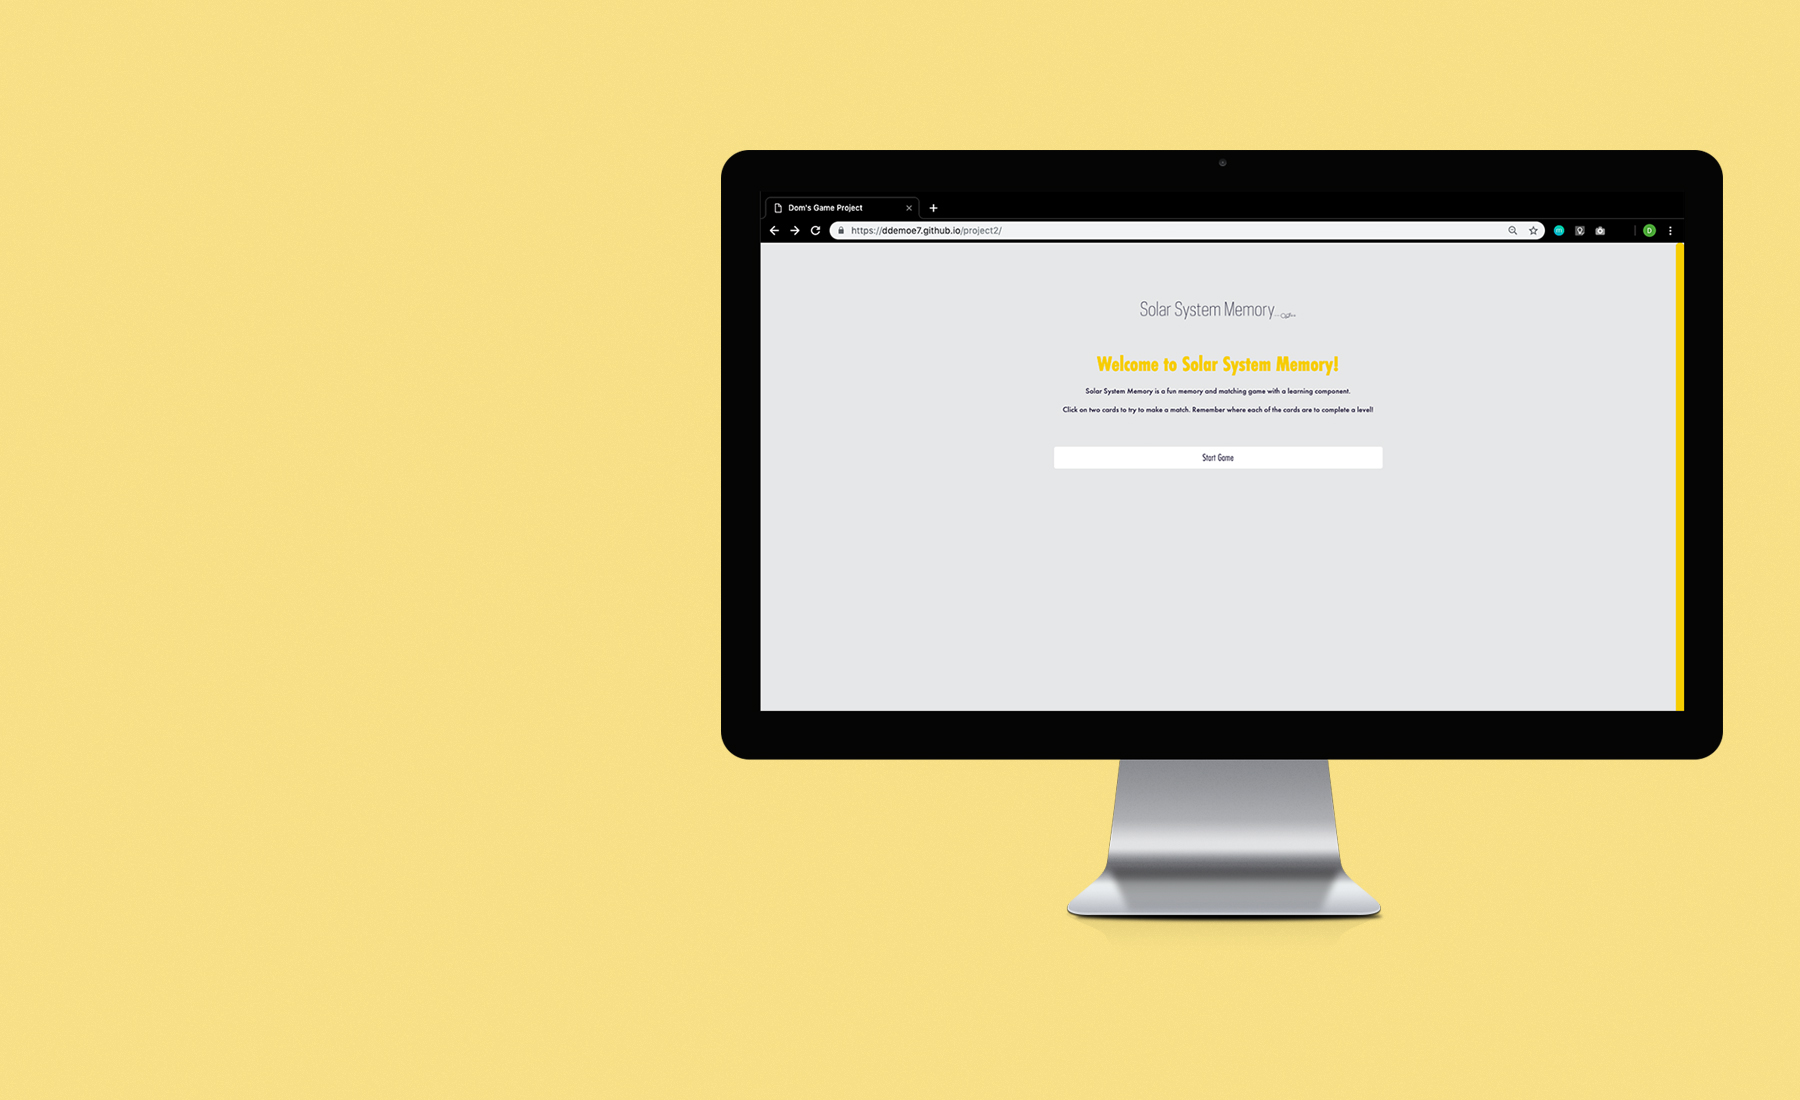 Dom's Game Project
https://ddemoe7.github.io/project2/
D
Solar System Memory
Welcome to Solar System Memory!
Solar System Memory is a fun memory and matching game with a learning component.
Click on two cards to try to make a match. Remember where each of the cards are to complete a level!
Start Game